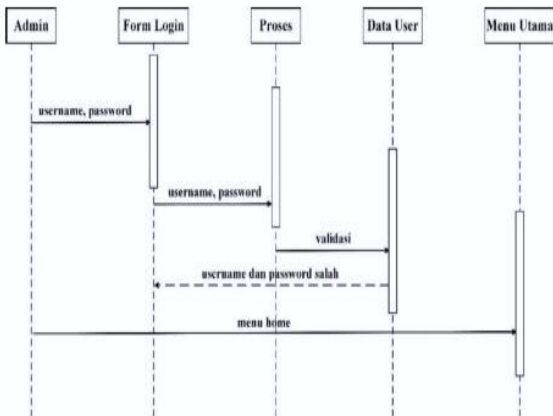 Admin
Form Login
Proses
Data User
Menu Utama
username, password
username, password
validasi
username dan password salah
menu home